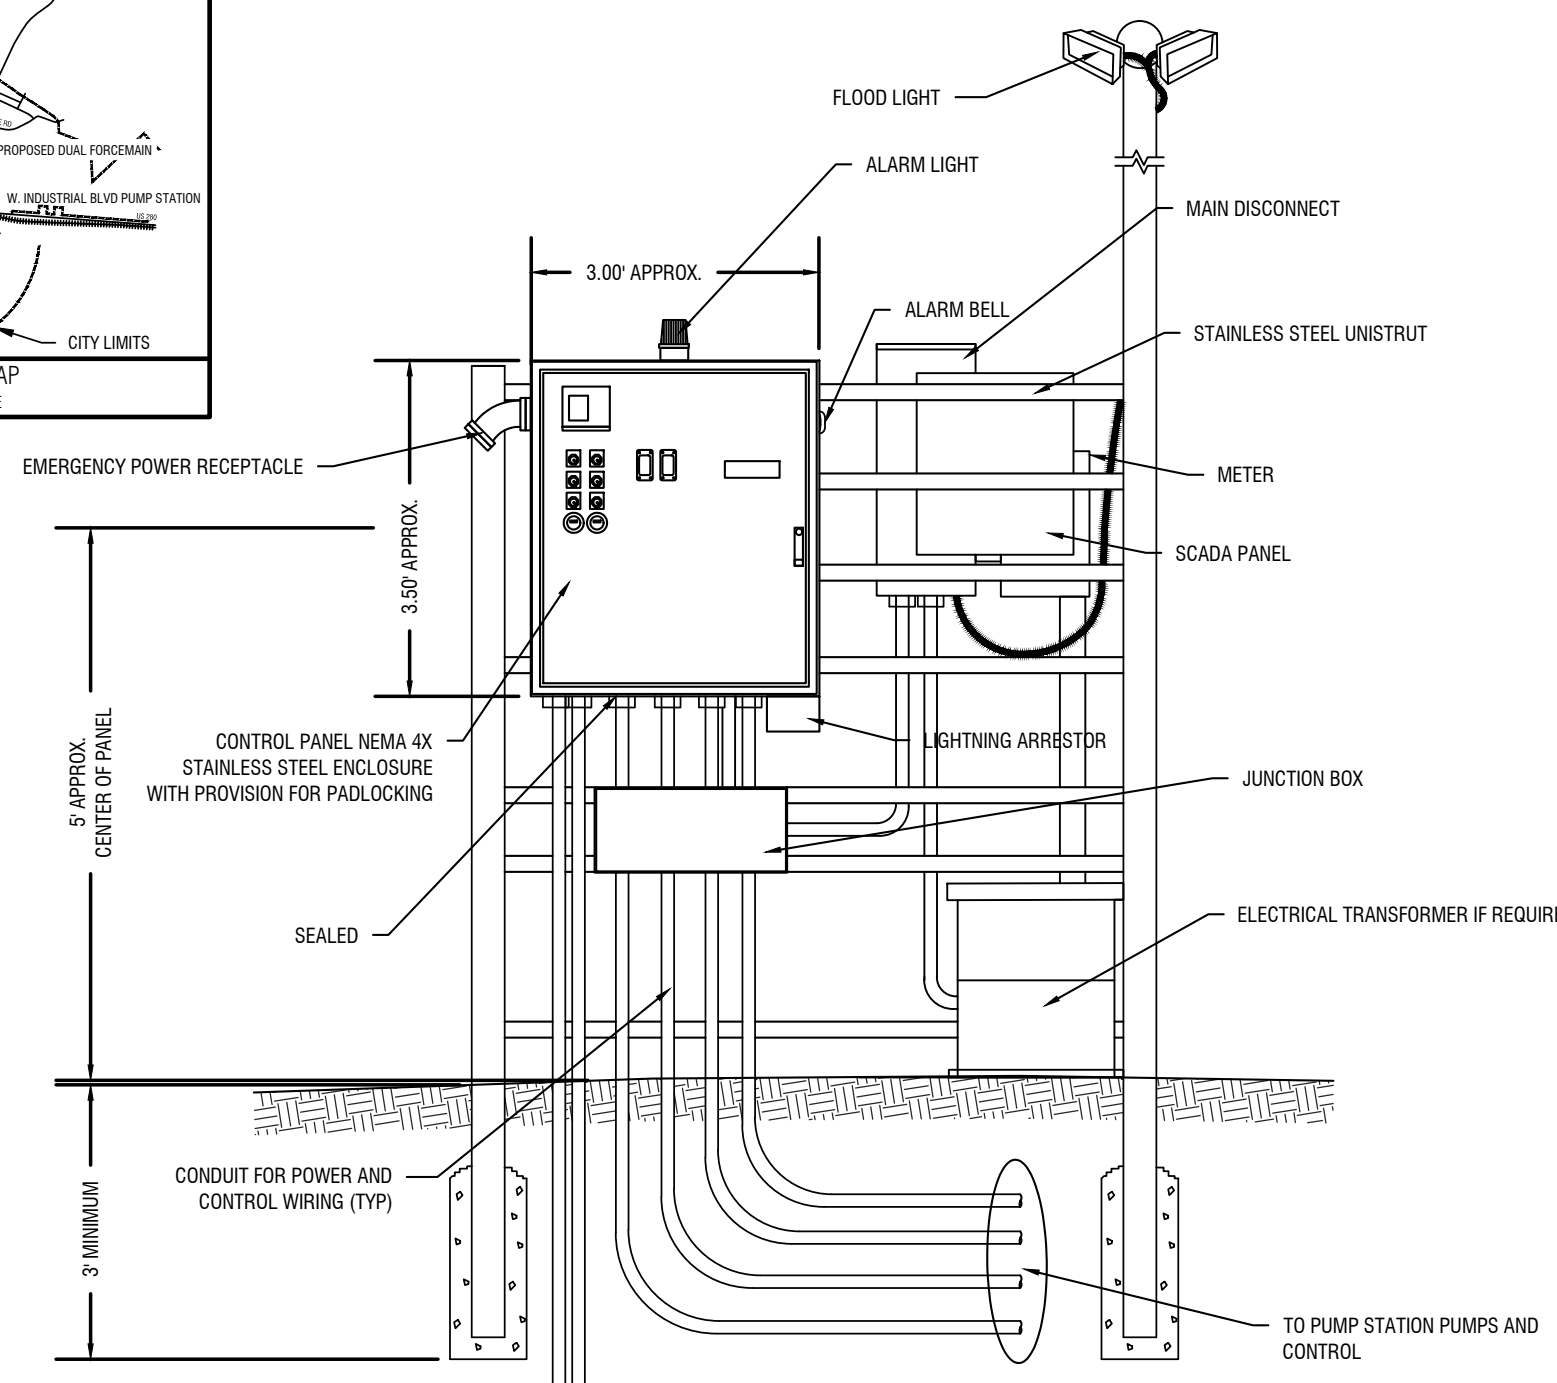 RD
PROPOSED DUAL FORCEMAIN
W. INDUSTRIAL BLVD PUMP STATION
US 280
CITY LIMITS
FLOOD LIGHT
ALARM LIGHT
MAIN DISCONNECT
3.00' APPROX.
ALARM BELL
STAINLESS STEEL UNISTRUT
EMERGENCY POWER RECEPTACLE
METER
3.50' APPROX.
SCADA PANEL
5' APPROX.
CENTER OF PANEL
CONTROL PANEL NEMA 4X
STAINLESS STEEL ENCLOSURE
WITH PROVISION FOR PADLOCKING
LIGHTNING ARRESTOR
JUNCTION BOX
SEALED
ELECTRICAL TRANSFORMER IF REQUIRE
CONDUIT FOR POWER AND
CONTROL WIRING (TYP)
3' MINIMUM
TO PUMP STATION PUMPS AND
CONTROL